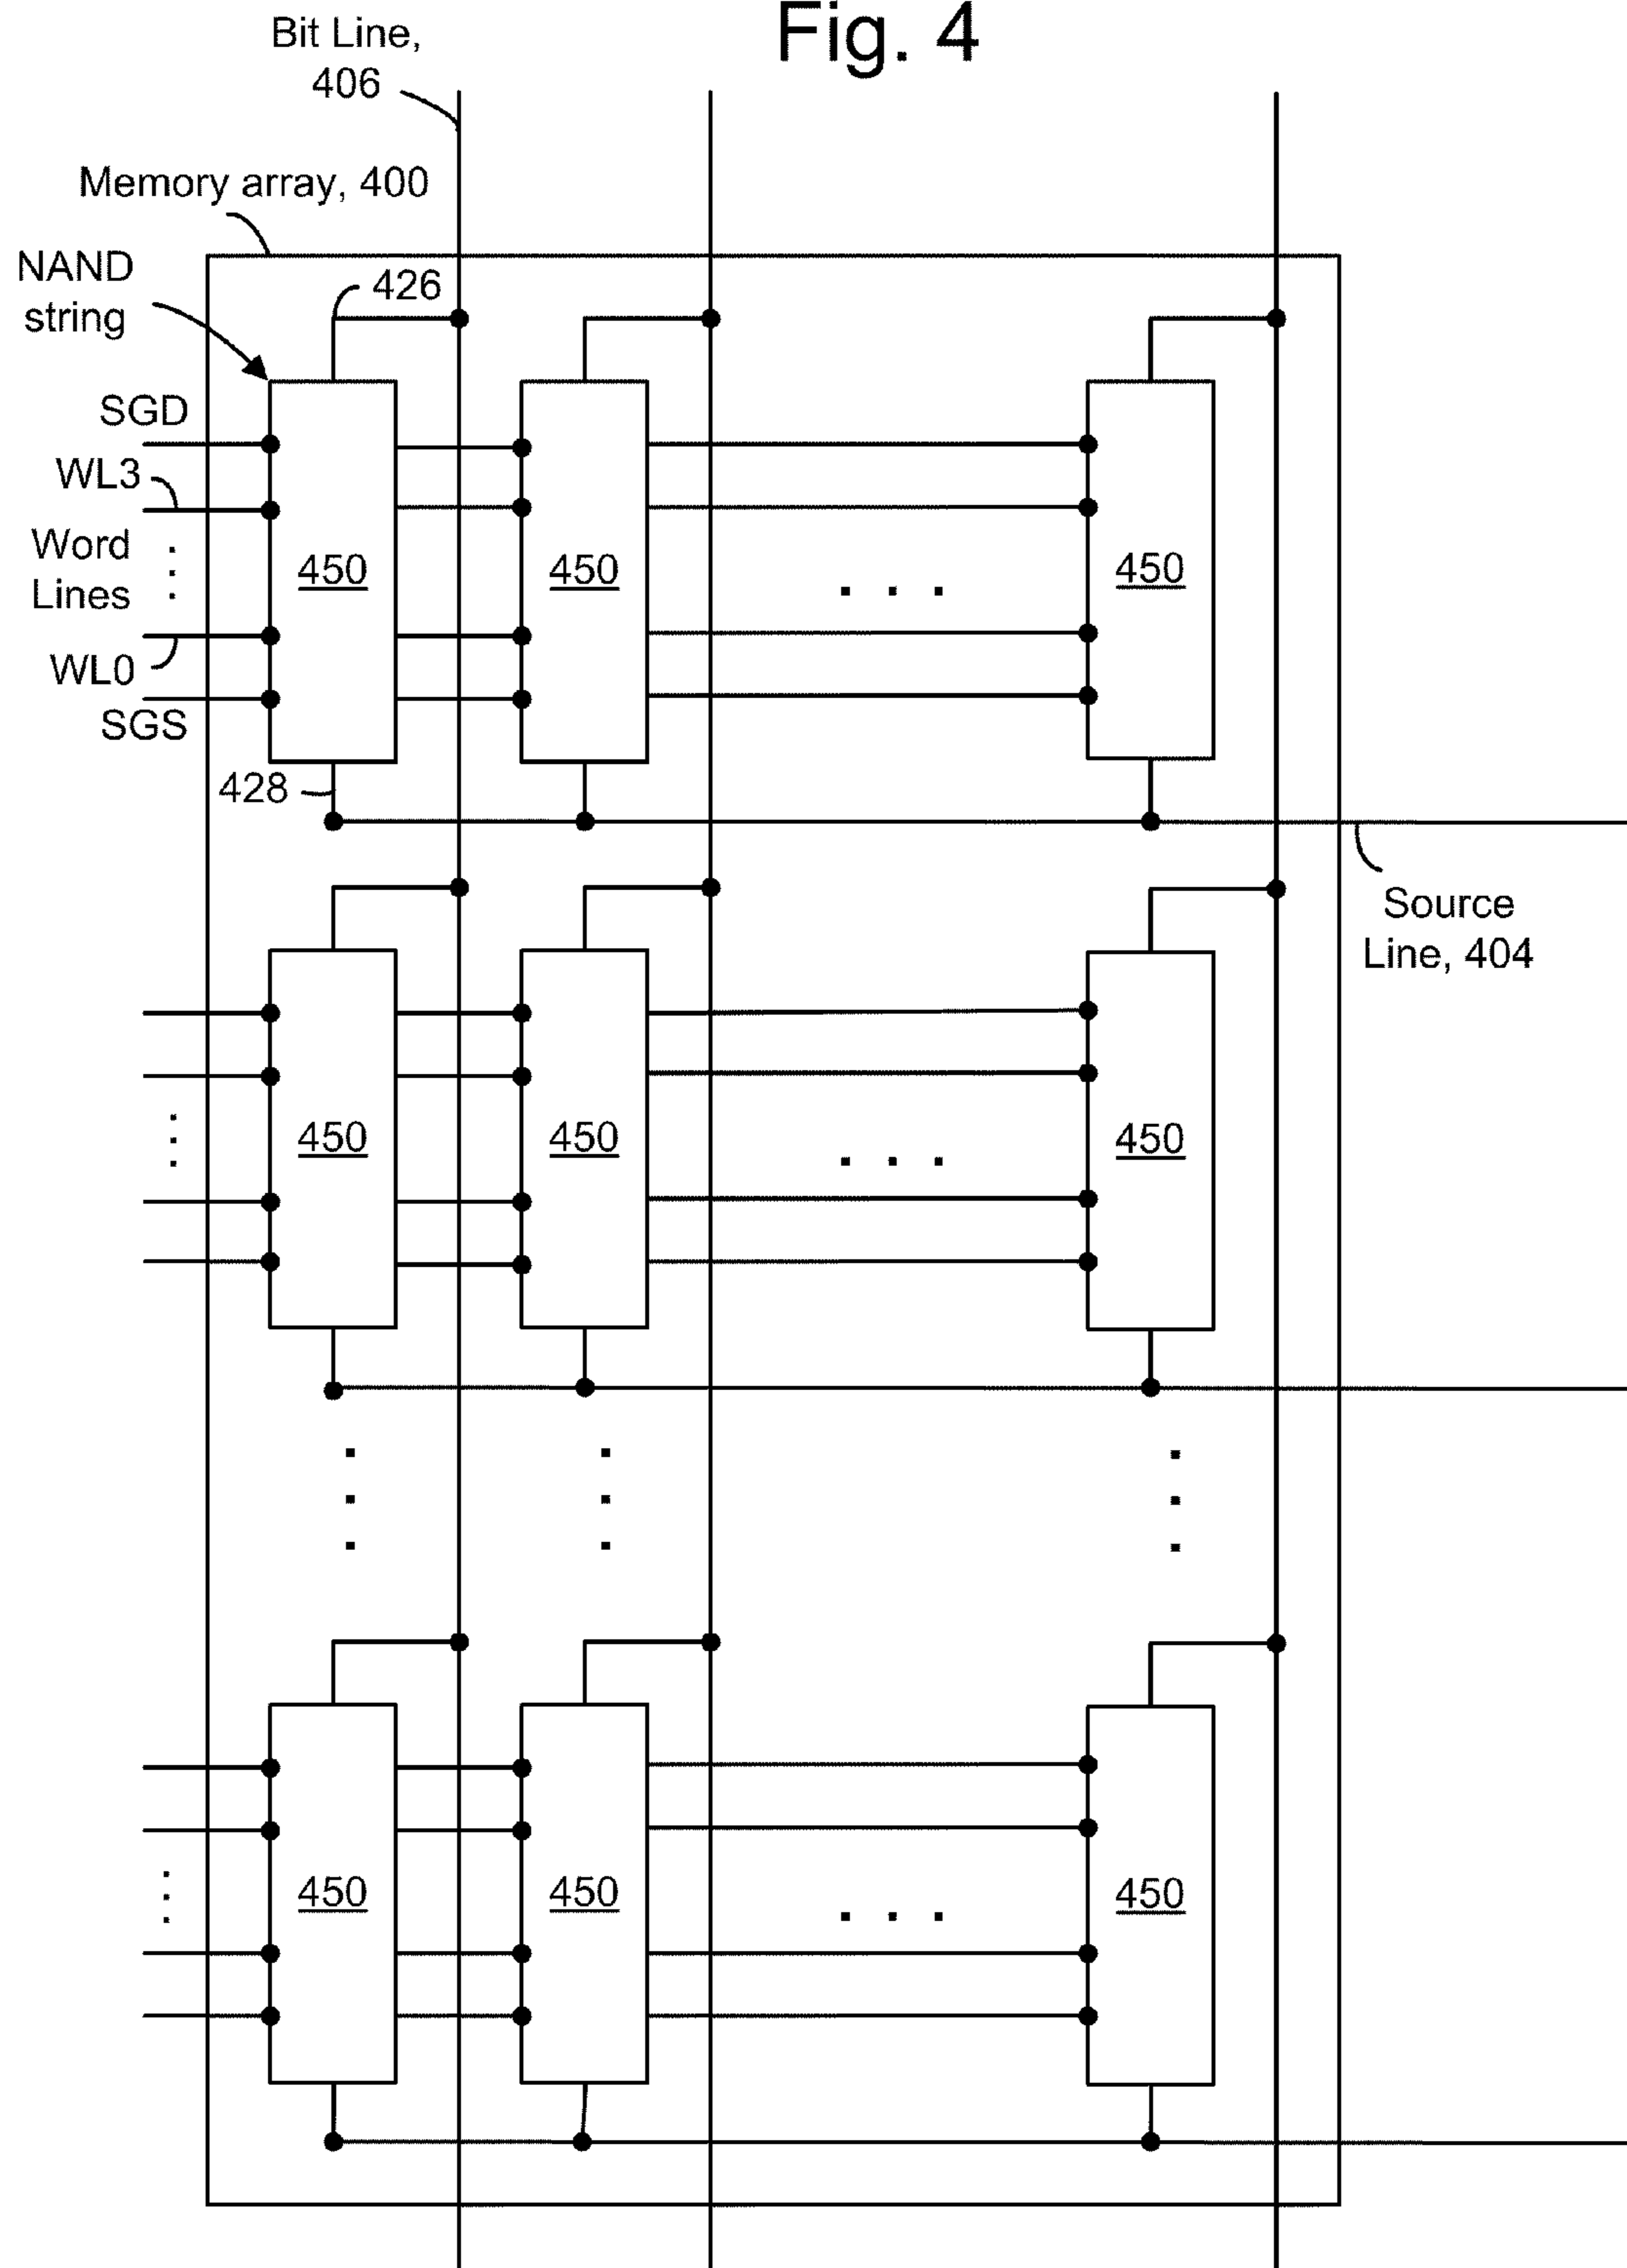 Fig. 4
Bit Line,
406
Memory array, 400
NAND
string
426
SGD
WL3
Word
Lines
WL0
SGS
450
450
450
428
Source
Line, 404
450
450
450
450
450
450